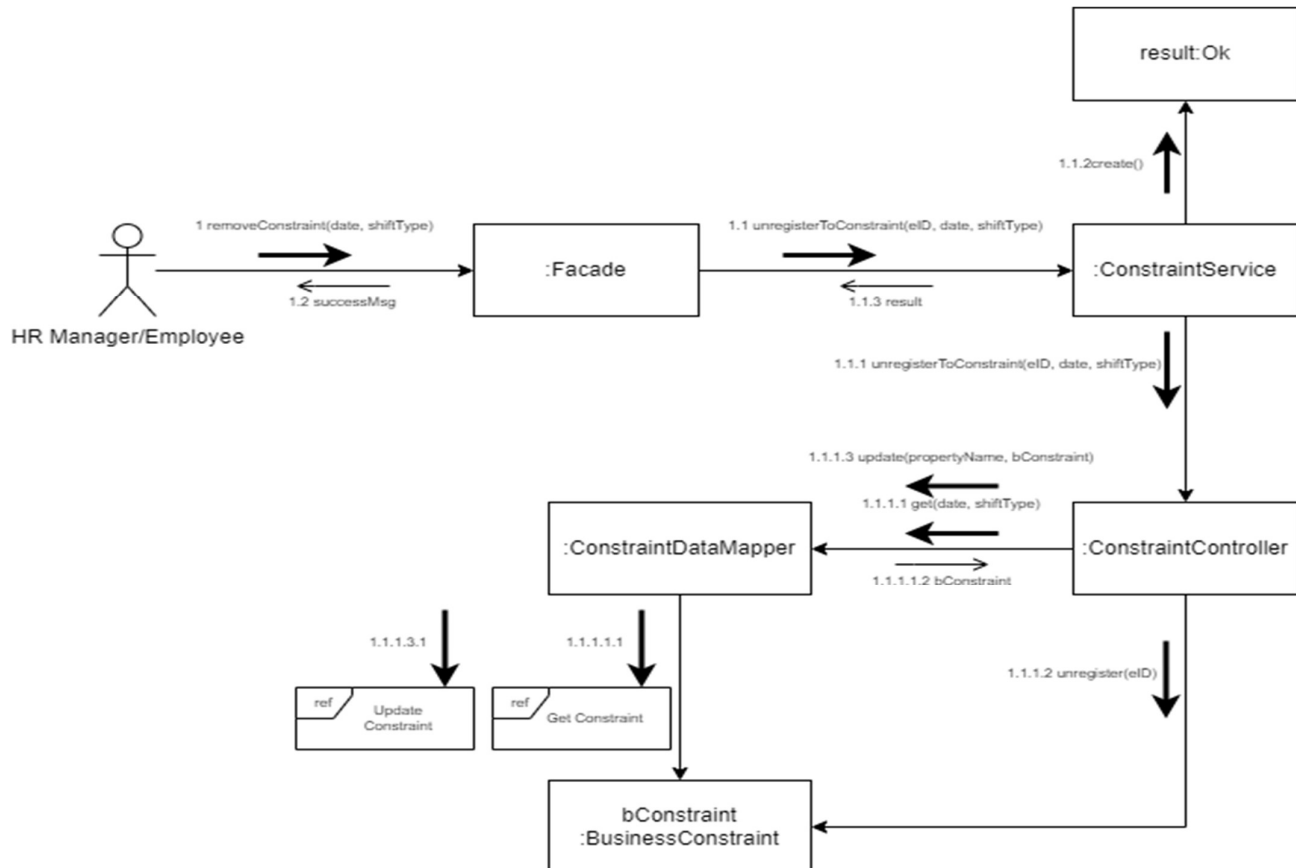 result:Ok
1.1.2create()
1 removeConstraint(date, shiftType)
1.1 unregisterToConstraint(eID, date, shiftType)
:Facade
:ConstraintService
1.2 successMsg
1.1.3 result
HR Manager/Employee
1.1.1 unregisterToConstraint(eID, date, shiftType)
1.1.1.3 update(propertyName, bConstraint)
1.1.1.1 get(date, shiftType)
:ConstraintDataMapper
:ConstraintController
1.1.1.1.2 bConstraint
1.1.1.3.1
1.1.1.1.1
1.1.1.2 unregister(eID)
ref
Update
Constraint
ref
Get Constraint
bConstraint
:BusinessConstraint